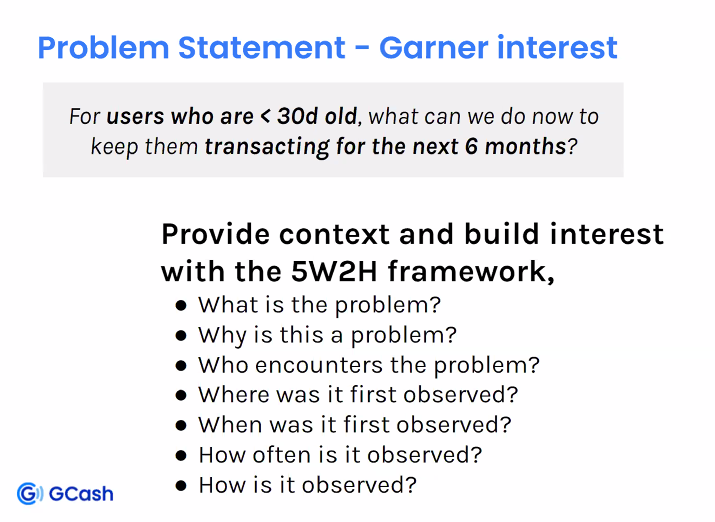 Problem Statement - Garner interest
For users who are < 30d old, what can we do now to
keep them transacting for the next 6 months?
Provide context and build interest
with the 5W2H framework,
● What is the problem?
● Why is this a problem?
● Who encounters the problem?
● Where was it first observed?
● When was it first observed?
● How often is it observed?
● How is it observed?
GCash